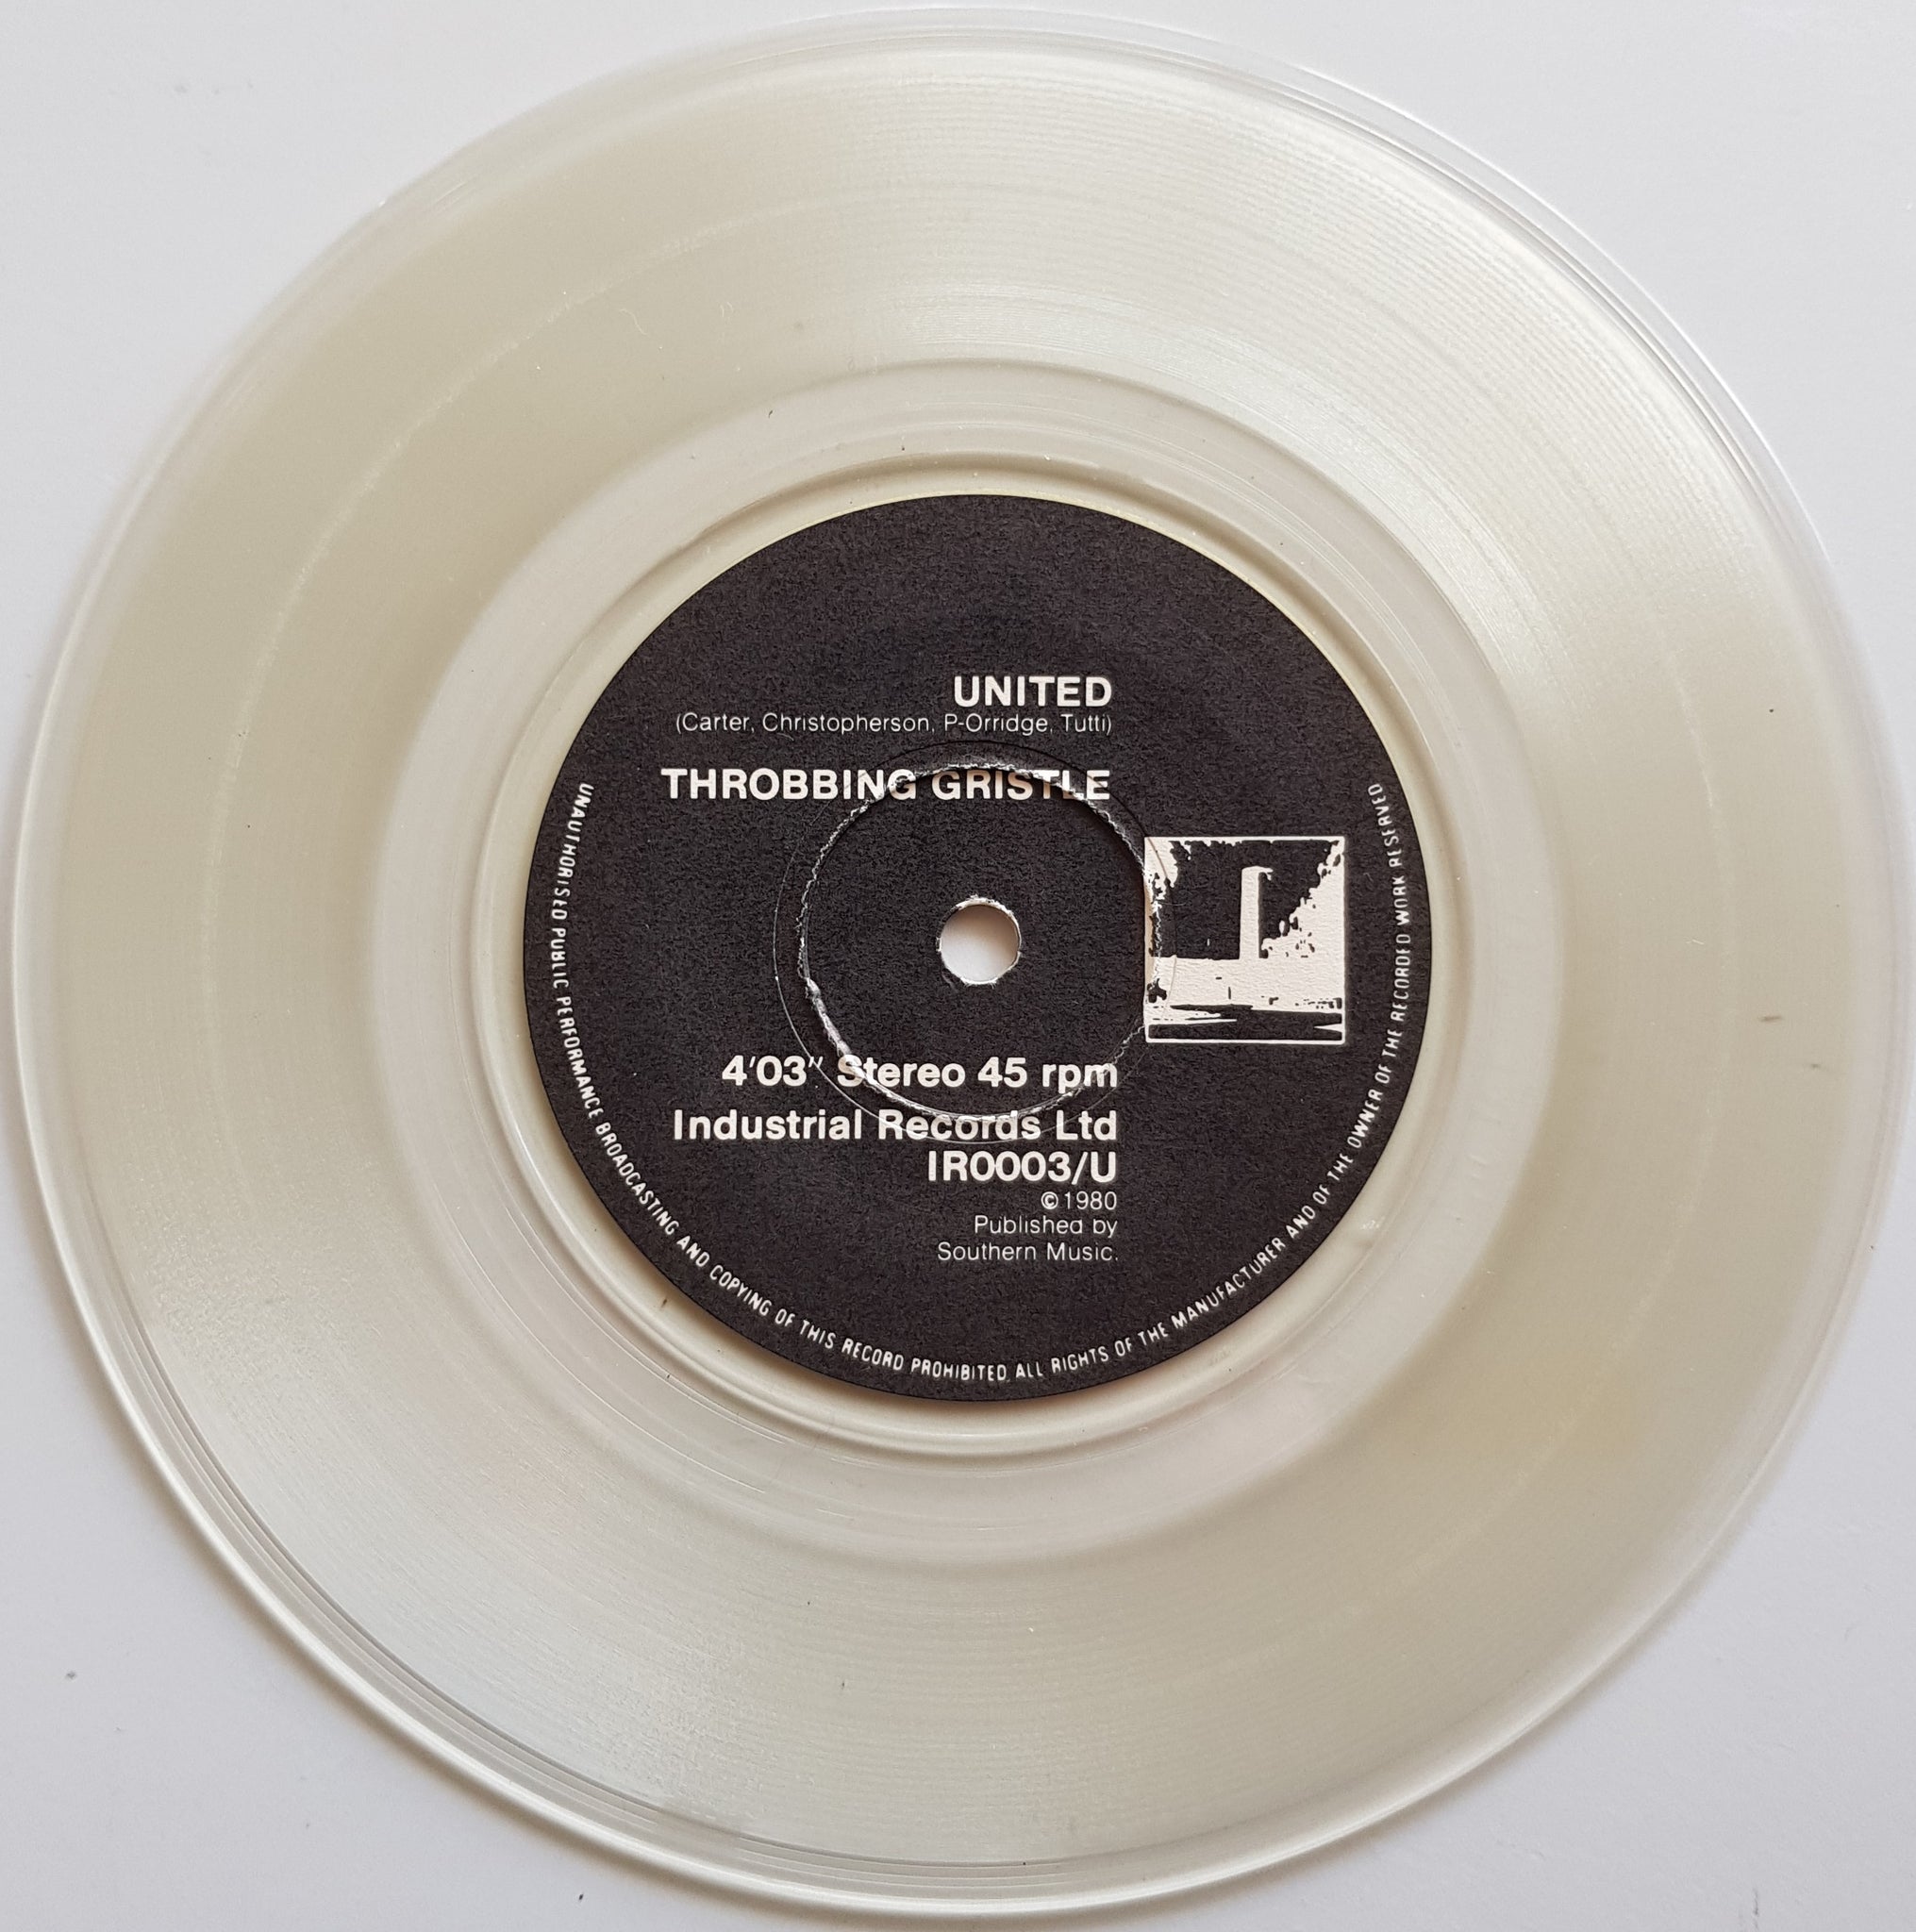 UNITED
(Carter, Christopherson, P-Orridge, Tutti)
THROBBING GRISTLE
4'03" Stereo 45 rpm
Industrial Records Ltd
IR0003/U
©1980
Published by
Southern Music.
UNAUTHORISED PUBLIC PERFORMANCE BROADCASTING AND COPYING OF THIS RECORD PROHIBITED. ALL RIGHTS OF THE MANUFACTURER AND OF THE OWNER OF THE RECORDED WORK RESERVED